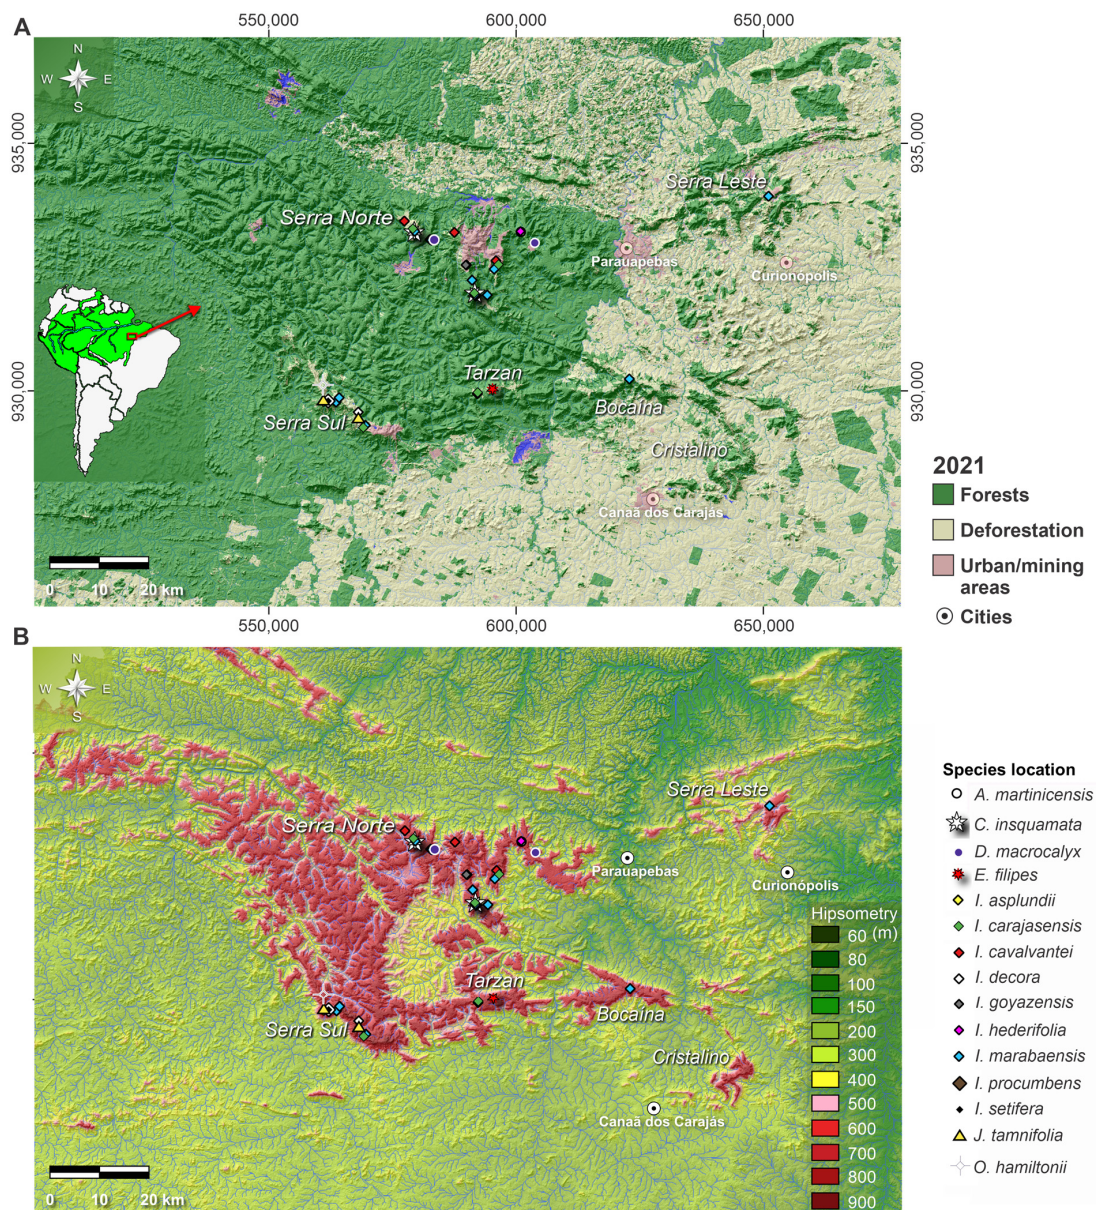 A
550,000 600,000 650,000
N
W E
S
935,000 935,000
Serra Leste
Serra Norte
Parauapebas
Curionópolis
Tarzan
930,000 930,000
Bocaína
Serra Sul
Cristalino
Canaã dos Carajás
0 10 20 km
550,000 600,000 650,000
2021
Forests
Deforestation
Urban/mining
areas
Cities
B
N
W E
S
Serra Leste
Serra Norte
Parauapebas
Curionópolis
Tarzan
Bocaína
Serra Sul
Cristalino
Canaã dos Carajás
0 10 20 km
Hipsometry
(m)
60
80
100
150
200
300
400
500
600
700
800
900
Species location
A. martinicensis
C. insquamata
D. macrocalyx
E. filipes
I. asplundii
I. carajasensis
I. cavalvantei
I. decora
I. goyazensis
I. hederifolia
I. marabaensis
I. procumbens
I. setifera
J. tamnifolia
O. hamiltonii